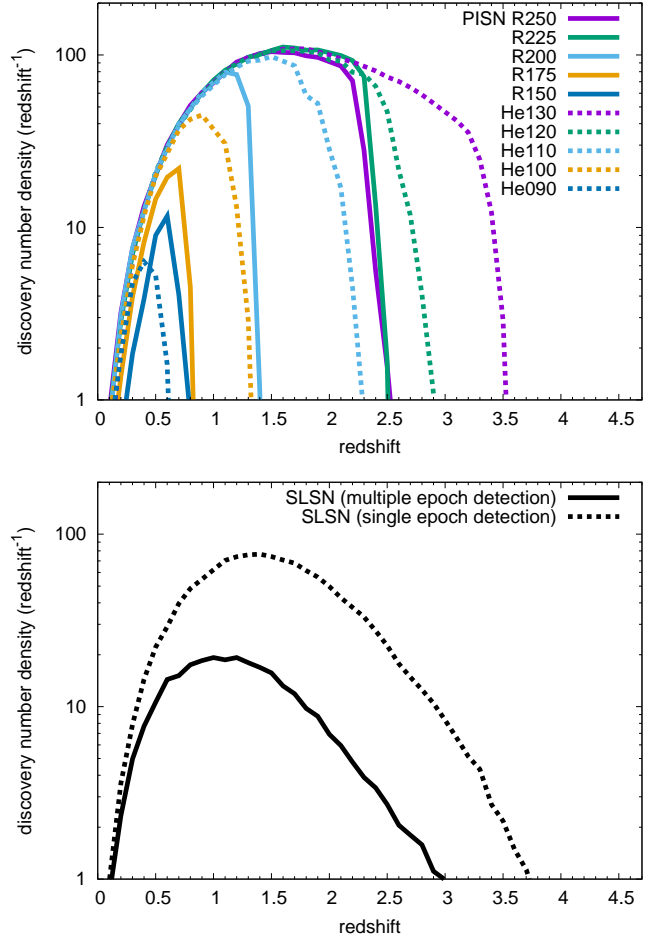 discovery number density (redshift-1)
100
10
1
PISN R250
R225
R200
R175
R150
He130
He120
He110
He100
He090
0 0.5 1 1.5 2 2.5 3 3.5 4 4.5
redshift
discovery number density (redshift-1)
100
10
1
SLSN (multiple epoch detection)
SLSN (single epoch detection)
0 0.5 1 1.5 2 2.5 3 3.5 4 4.5
redshift